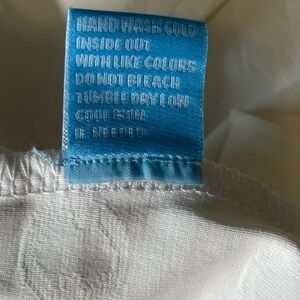 HAND WASH COLD
INSIDE OUT
WITH LIKE COLORS
DO NOT BLEACH
TUMBLE DRY LOW
COOL IRON
IF NEEDED